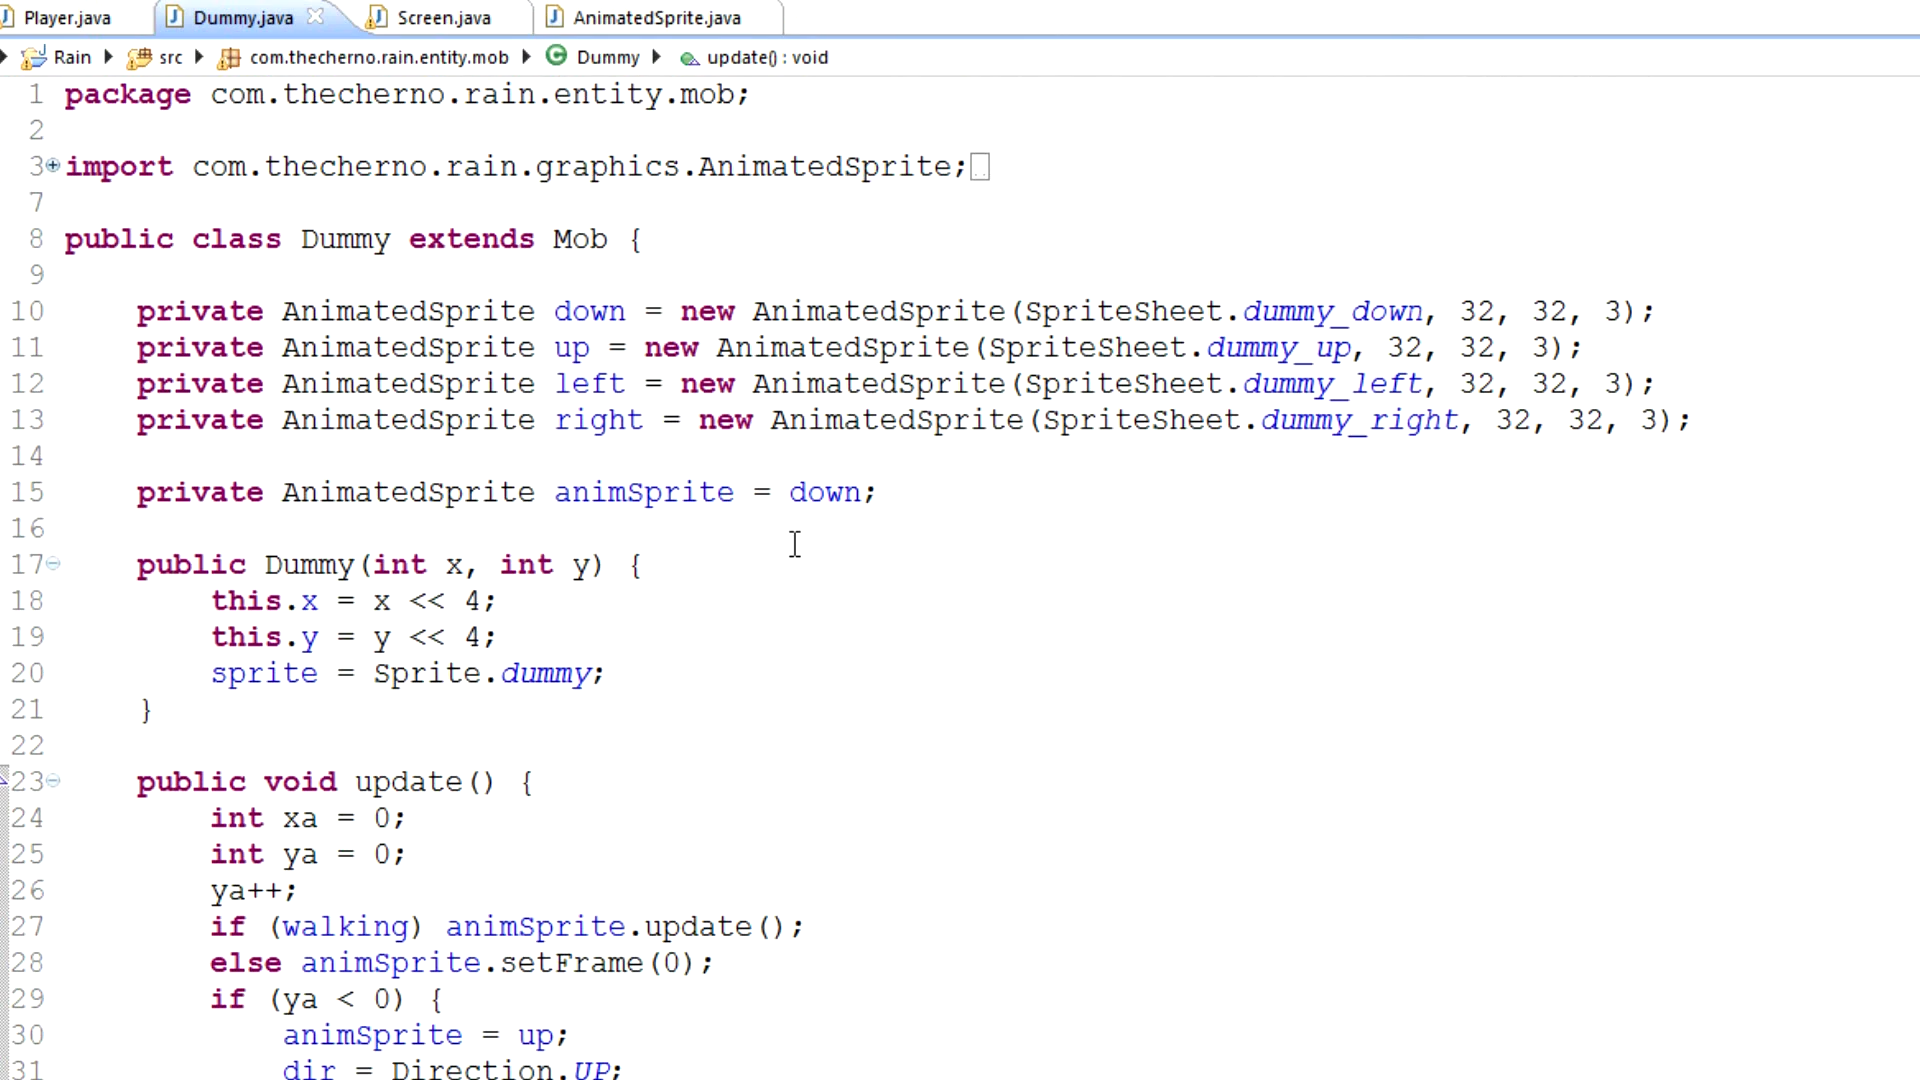 Player.java Dummy.java Screen.java AnimatedSprite.java
Rain src com.thecherno.rain.entity.mob Dummy update() : void
1 package com.thecherno.rain.entity.mob;
2
3 import com.thecherno.rain.graphics.AnimatedSprite;
7
8 public class Dummy extends Mob {
9
10 private AnimatedSprite down = new AnimatedSprite(SpriteSheet.dummy_down, 32, 32, 3);
11 private AnimatedSprite up = new AnimatedSprite(SpriteSheet.dummy_up, 32, 32, 3);
12 private AnimatedSprite left = new AnimatedSprite(SpriteSheet.dummy_left, 32, 32, 3);
13 private AnimatedSprite right = new AnimatedSprite(SpriteSheet.dummy_right, 32, 32, 3);
14
15 private AnimatedSprite animSprite = down;
16
17 public Dummy(int x, int y) {
18 this.x = x << 4;
19 this.y = y << 4;
20 sprite = Sprite.dummy;
21 }
22
23 public void update() {
24 int xa = 0;
25 int ya = 0;
26 ya++;
27 if (walking) animSprite.update();
28 else animSprite.setFrame(0);
29 if (ya < 0) {
30 animSprite = up;
31 dir = Direction.UP;